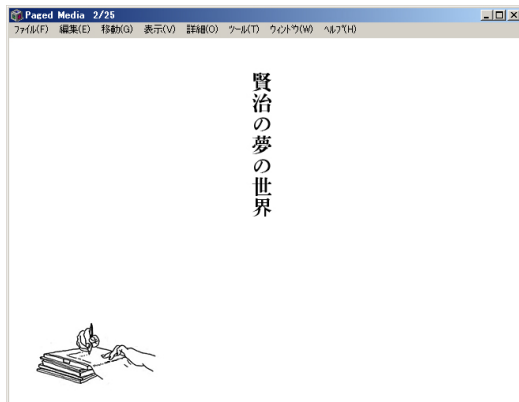 Paged Media 2/25
ファイル(F) 編集(E) 移動(G) 表示(V) 詳細(O) ツール(T) ウィンドウ(W) ヘルプ(H)
賢治の夢の世界